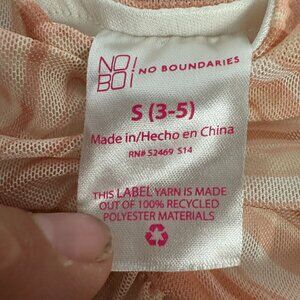 NO
BO!
NO BOUNDARIES
S (3-5)
Made in/Hecho en China
RN# 52469 S14
THIS LABEL YARN IS MADE
OUT OF 100% RECYCLED
POLYESTER MATERIALS